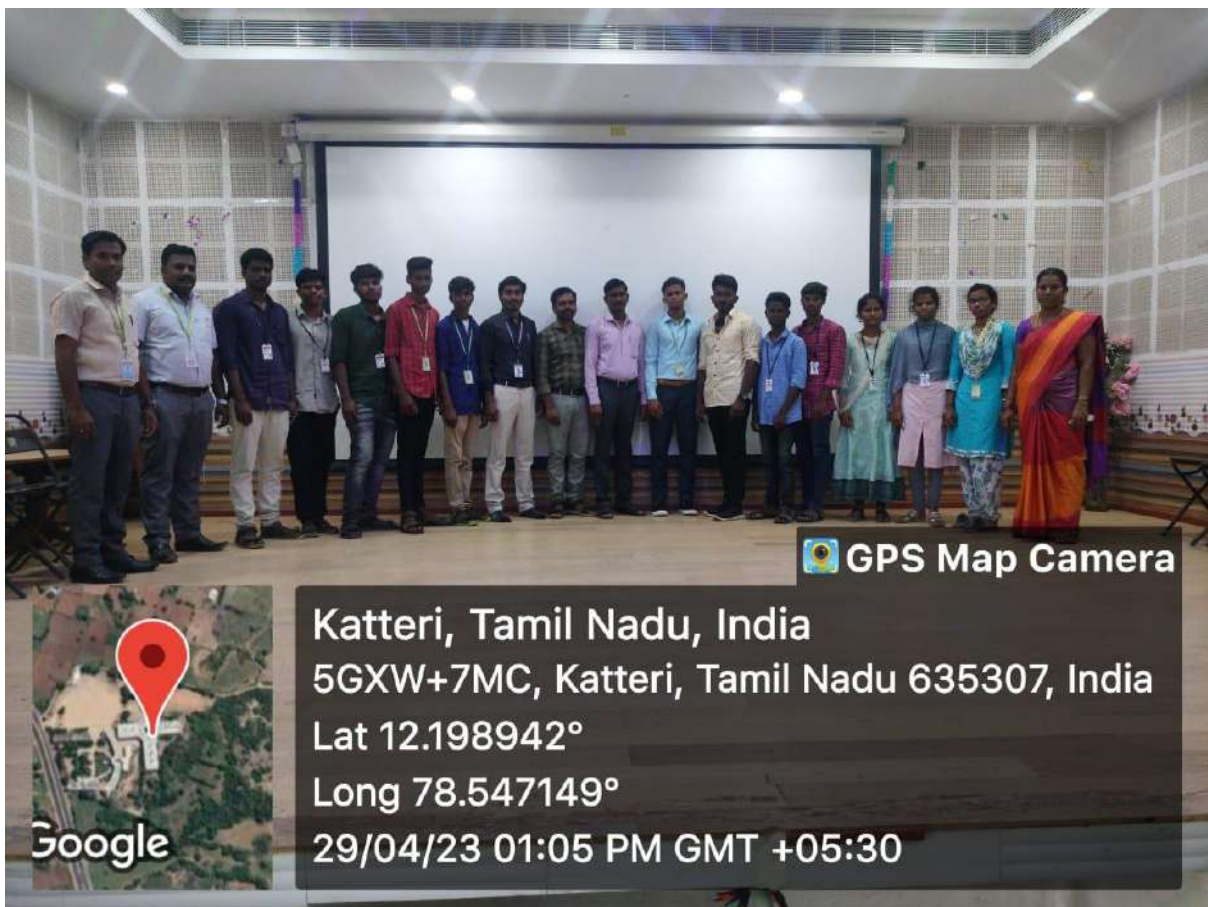 GPS Map Camera
Katteri, Tamil Nadu, India
5GXW+7MC, Katteri, Tamil Nadu 635307, India
Lat 12.198942°
Long 78.547149°
29/04/23 01:05 PM GMT +05:30
Google